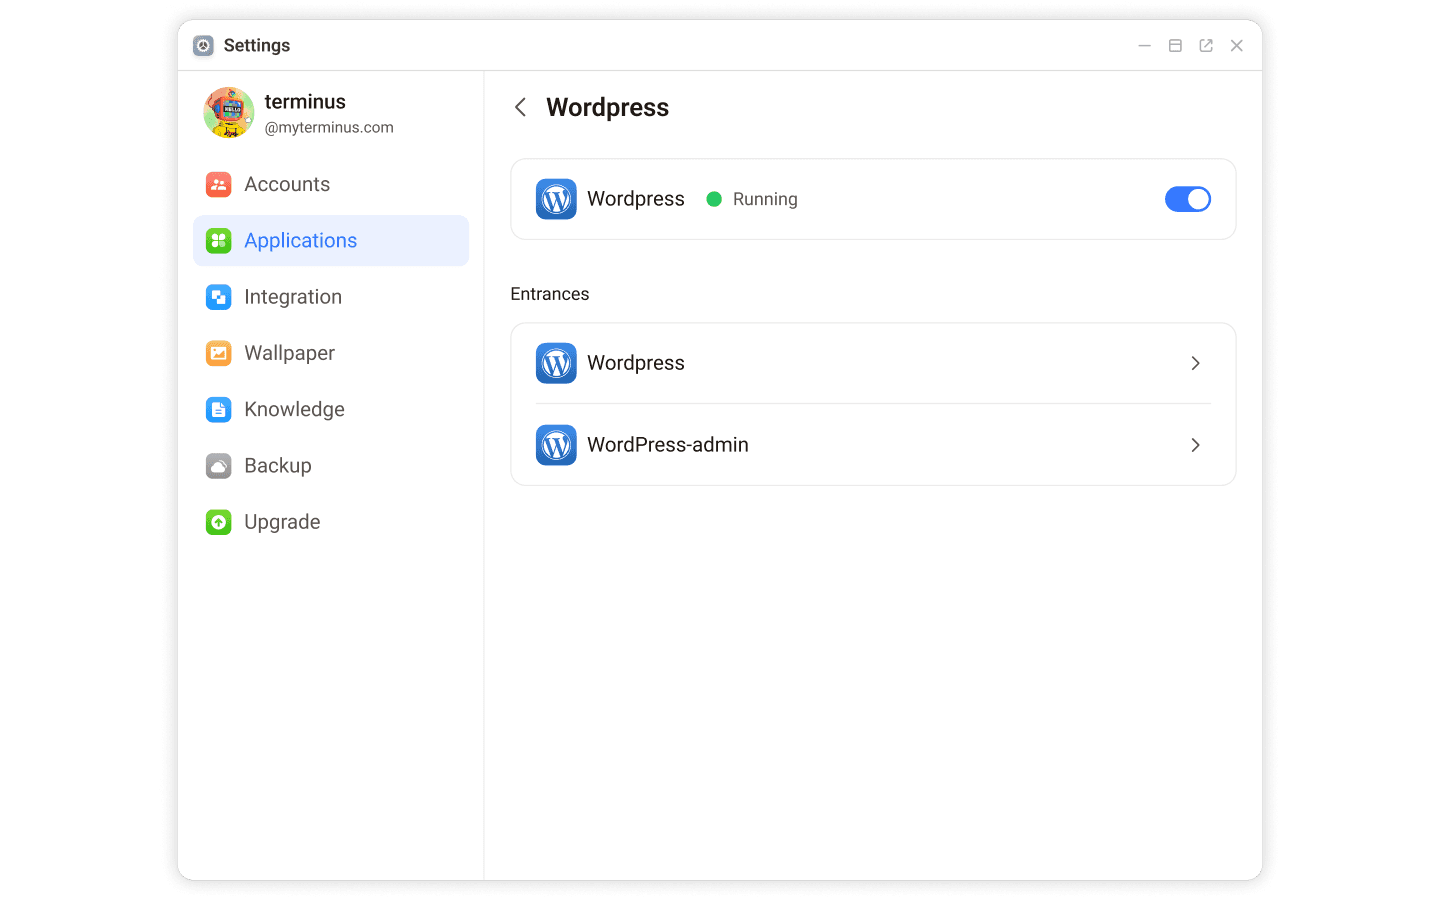 Settings
terminus
@myterminus.com
Accounts
Applications
Integration
Wallpaper
Knowledge
Backup
Upgrade
Wordpress
Wordpress Running
Entrances
Wordpress
WordPress-admin